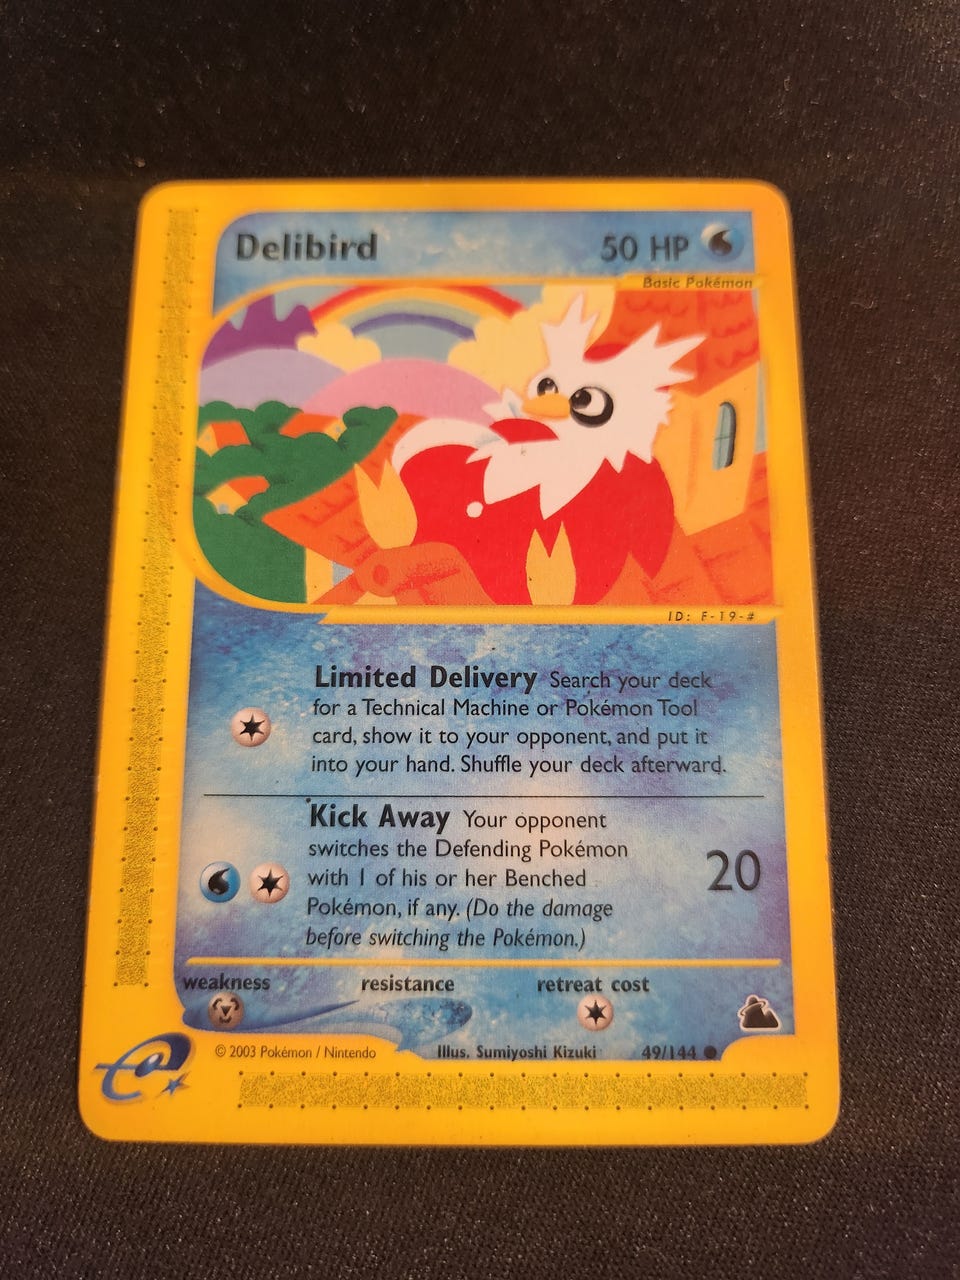 Delibird 50 HP
Basic Pokémon
ID: F-19-#
Limited Delivery Search your deck
for a Technical Machine or Pokémon Tool
card, show it to your opponent, and put it
into your hand. Shuffle your deck afterward.
Kick Away Your opponent
switches the Defending Pokémon
with 1 of his or her Benched
Pokémon, if any. (Do the damage
before switching the Pokémon.)
20
weakness resistance retreat cost
© 2003 Pokémon / Nintendo Illus. Sumiyoshi Kizuki 49/144 ●
e